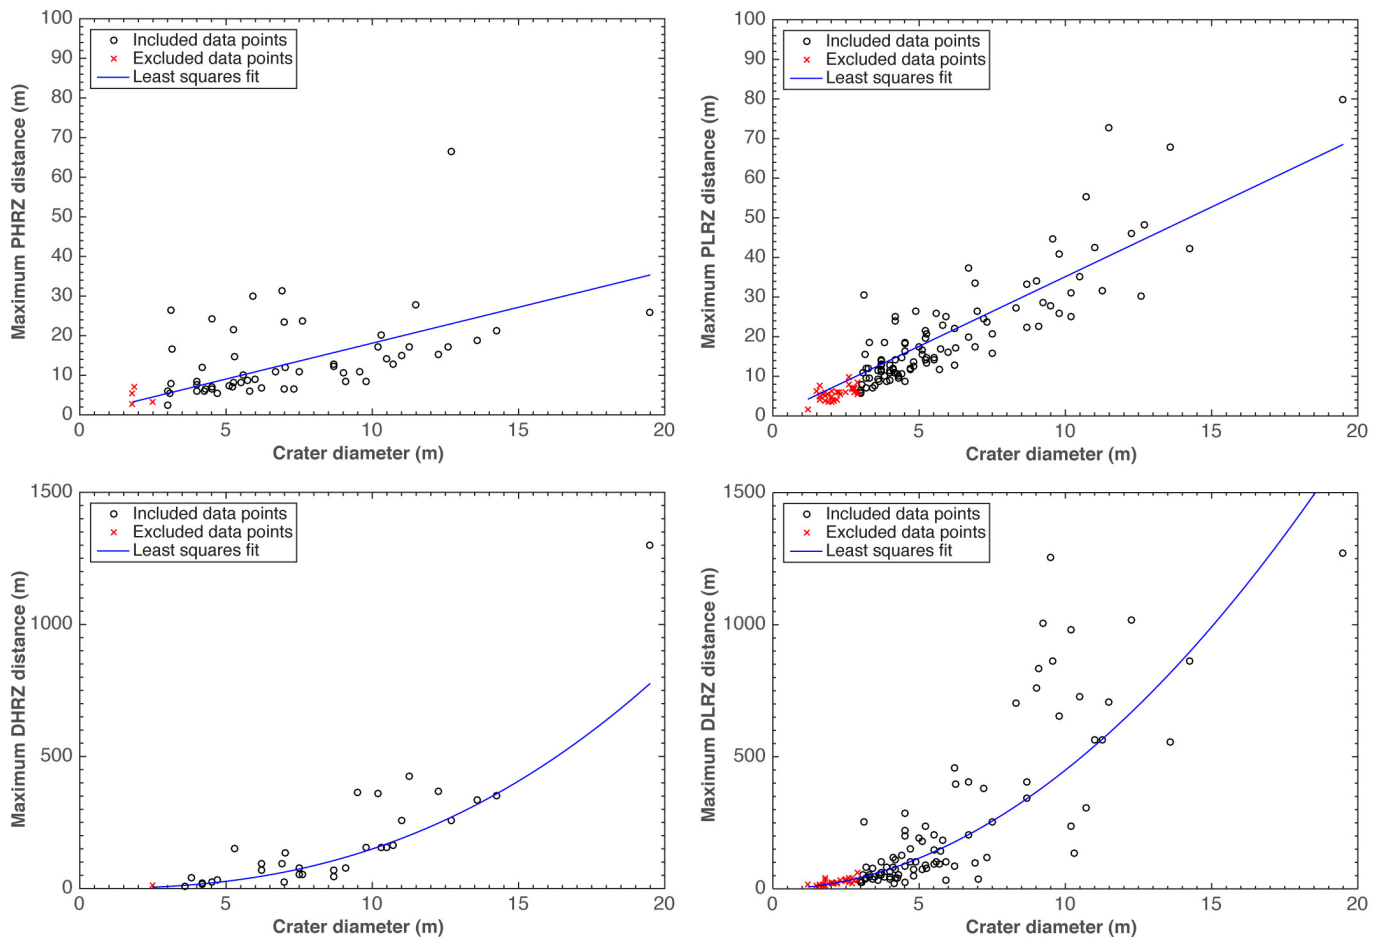 Maximum PHRZ distance (m)
100
90
80
70
60
50
40
30
20
10
0
Included data points
Excluded data points
Least squares fit
0 5 10 15 20
Crater diameter (m)
Maximum PLRZ distance (m)
100
90
80
70
60
50
40
30
20
10
0
Included data points
Excluded data points
Least squares fit
0 5 10 15 20
Crater diameter (m)
Maximum DHRZ distance (m)
1500
1000
500
0
Included data points
Excluded data points
Least squares fit
0 5 10 15 20
Crater diameter (m)
Maximum DLRZ distance (m)
1500
1000
500
0
Included data points
Excluded data points
Least squares fit
0 5 10 15 20
Crater diameter (m)